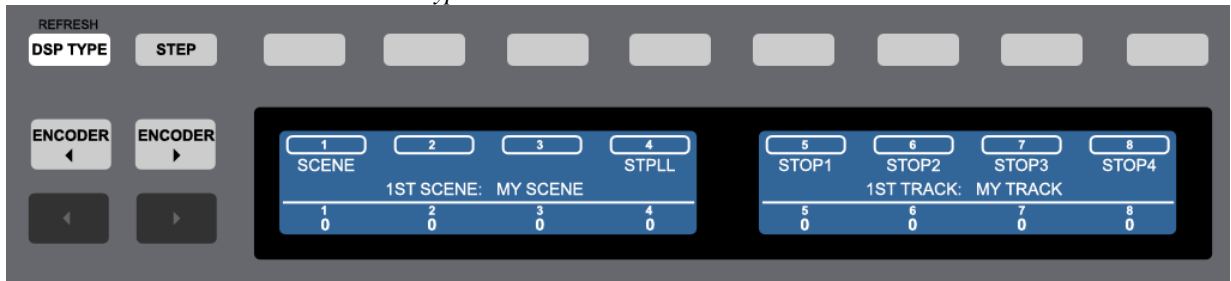 REFRESH
DSP TYPE STEP
ENCODER ENCODER
1 2 3 4 5 6 7 8
SCENE STPLL STOP1 STOP2 STOP3 STOP4
1ST SCENE: MY SCENE 1ST TRACK: MY TRACK
1 2 3 4 5 6 7 8
0 0 0 0 0 0 0 0